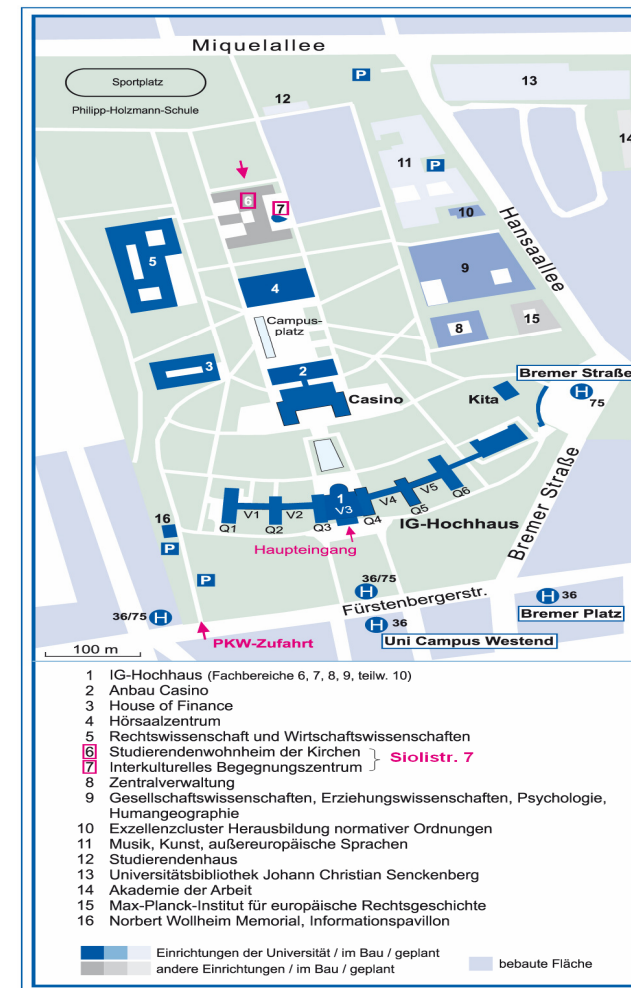 Miquelallee
Sportplatz
Philipp-Holzmann-Schule
P
12
13
14
11
P
6
7
10
Hansaallee
5
9
4
8
15
Campus-
platz
3
2
Casino
Kita
Bremer Straße
H
75
1
V3
Q1
V1
Q2
V2
Q3
Q4
V4
Q5
V5
Q6
IG-Hochhaus
Haupteingang
Bremer Straße
16
P
P
36/75 H
36/75
H
Fürstenbergerstr.
H 36
Uni Campus Westend
H 36
Bremer Platz
PKW-Zufahrt
100 m
1 IG-Hochhaus (Fachbereiche 6, 7, 8, 9, teilw. 10)
2 Anbau Casino
3 House of Finance
4 Hörsaalzentrum
5 Rechtswissenschaft und Wirtschaftswissenschaften
6 Studierendenwohnheim der Kirchen
7 Interkulturelles Begegnungszentrum
Siolistr. 7
8 Zentralverwaltung
9 Gesellschaftswissenschaften, Erziehungswissenschaften, Psychologie,
Humangeographie
10 Exzellenzcluster Herausbildung normativer Ordnungen
11 Musik, Kunst, außereuropäische Sprachen
12 Studierendenhaus
13 Universitätsbibliothek Johann Christian Senckenberg
14 Akademie der Arbeit
15 Max-Planck-Institut für europäische Rechtsgeschichte
16 Norbert Wollheim Memorial, Informationspavillon
Einrichtungen der Universität / im Bau / geplant
andere Einrichtungen / im Bau / geplant
bebaute Fläche